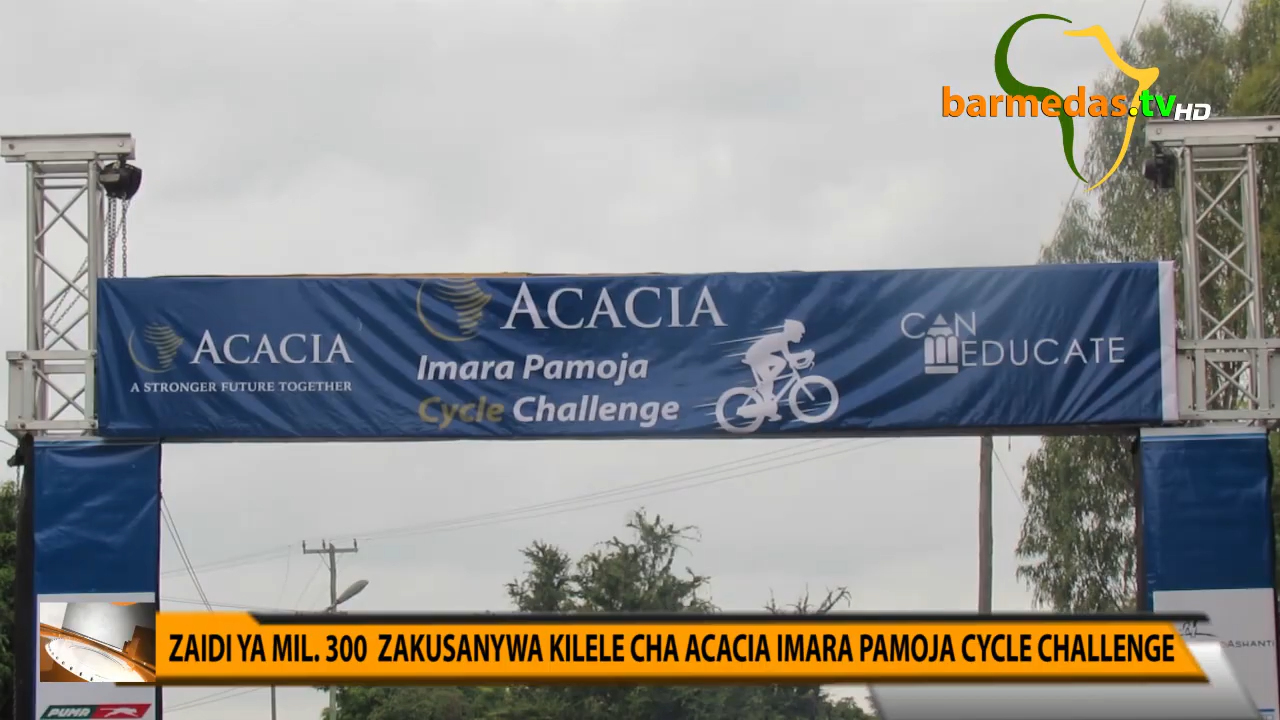 barmedas.tv HD
ACACIA
A STRONGER FUTURE TOGETHER
ACACIA
Imara Pamoja
Cycle Challenge
CAN
EDUCATE
ZAIDI YA MIL. 300 ZAKUSANYWA KILELE CHA ACACIA IMARA PAMOJA CYCLE CHALLENGE
PUMA